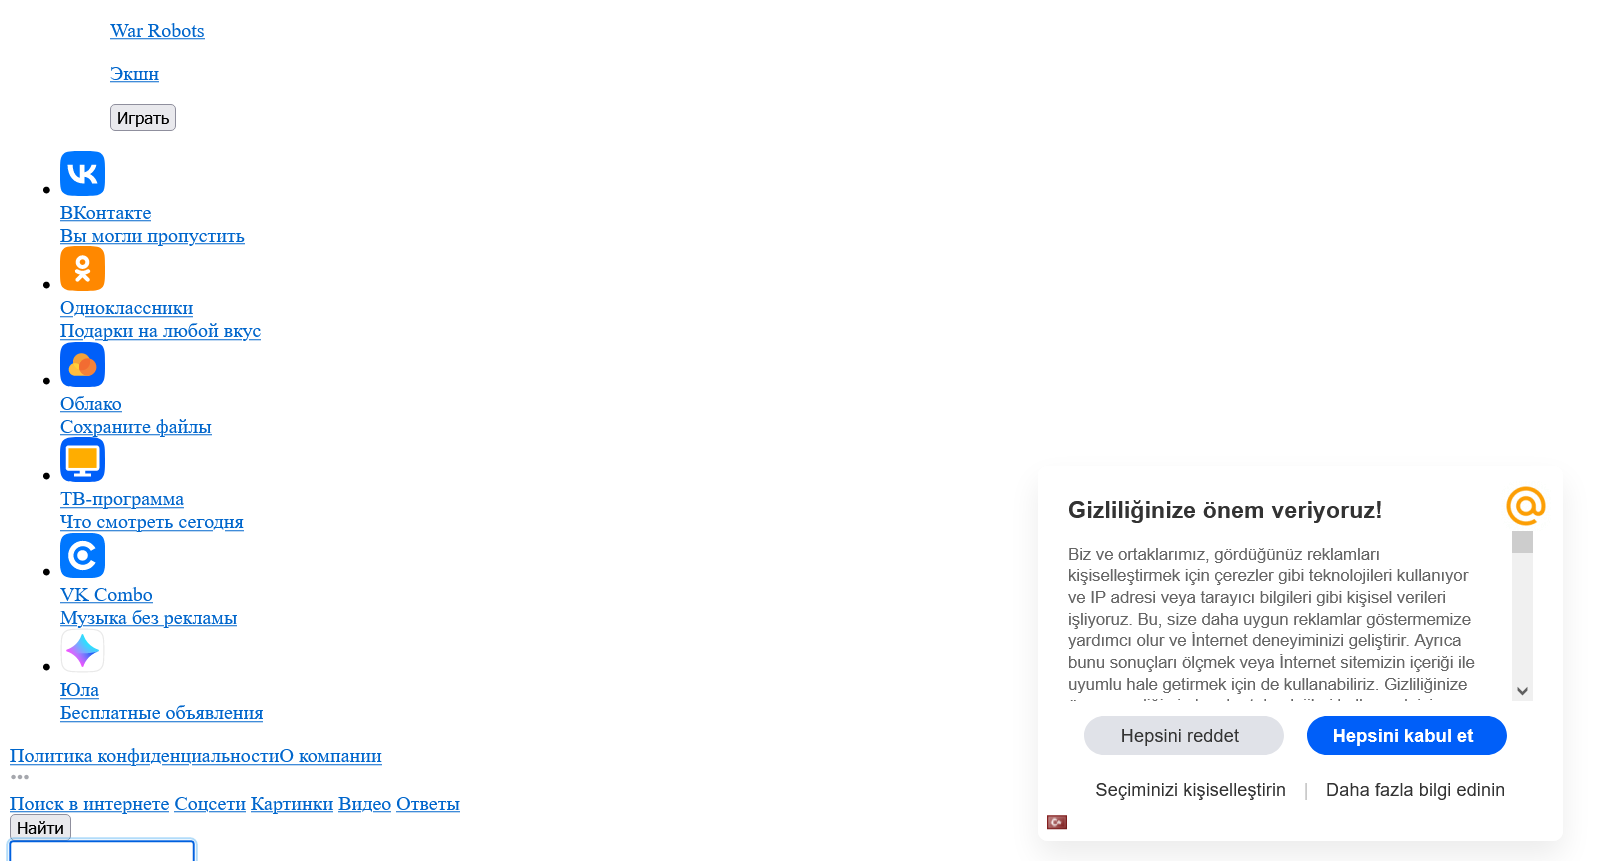 War Robots
Экшн
Играть
ВКонтакте
Вы могли пропустить
Одноклассники
Подарки на любой вкус
Облако
Сохраните файлы
ТВ-программа
Что смотреть сегодня
VK Combo
Музыка без рекламы
Юла
Бесплатные объявления
Политика конфиденциальностиО компании
Поиск в интернете Соцсети Картинки Видео Ответы
Найти
Gizliliğinize önem veriyoruz!
Biz ve ortaklarımız, gördüğünüz reklamları
kişiselleştirmek için çerezler gibi teknolojileri kullanıyor
ve IP adresi veya tarayıcı bilgileri gibi kişisel verileri
işliyoruz. Bu, size daha uygun reklamlar göstermemize
yardımcı olur ve İnternet deneyiminizi geliştirir. Ayrıca
bunu sonuçları ölçmek veya İnternet sitemizin içeriği ile
uyumlu hale getirmek için de kullanabiliriz. Gizliliğinize
Hepsini reddet
Hepsini kabul et
Seçiminizi kişiselleştirin | Daha fazla bilgi edinin